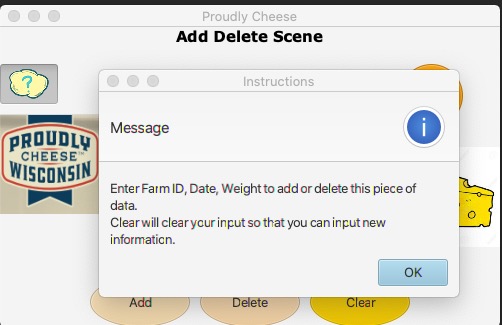 Proudly Cheese
Add Delete Scene
?
Instructions
Message
i
PROUDLY
CHEESE™
WISCONSIN
Enter Farm ID, Date, Weight to add or delete this piece of
data.
Clear will clear your input so that you can input new
information.
OK
Add
Delete
Clear